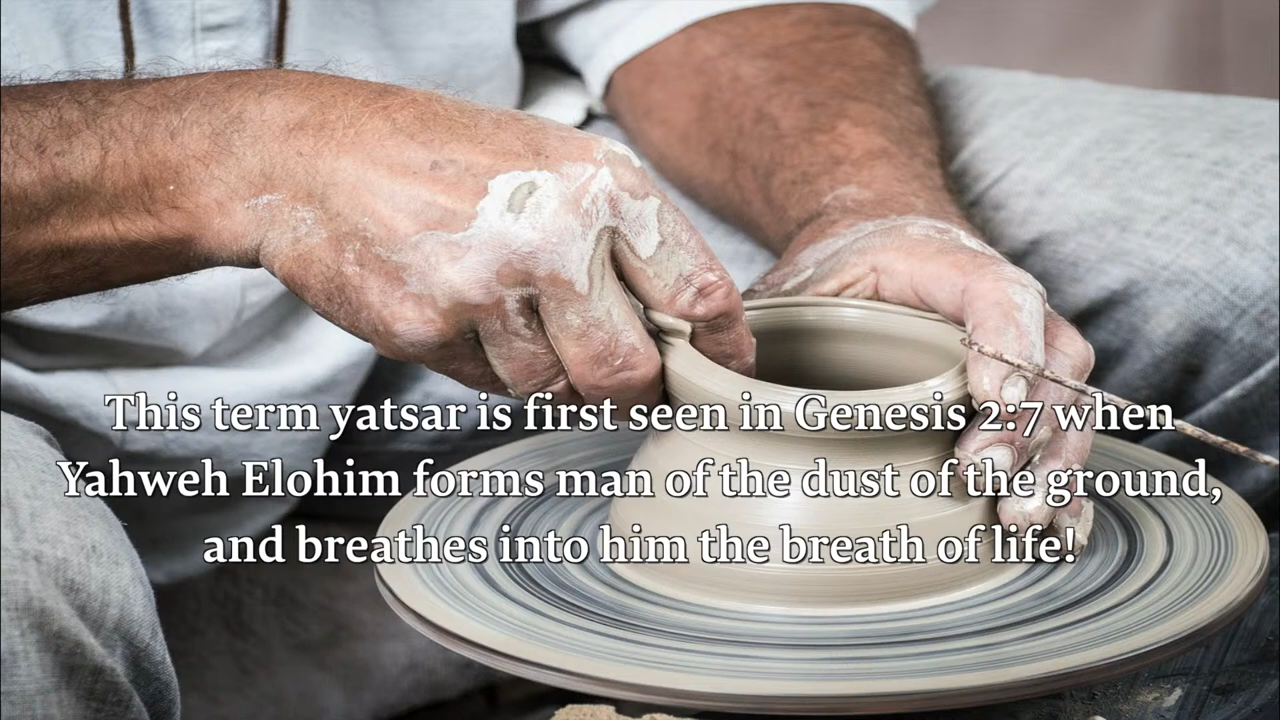 This term yatsar is first seen in Genesis 2:7 when
Yahweh Elohim forms man of the dust of the ground,
and breathes into him the breath of life!